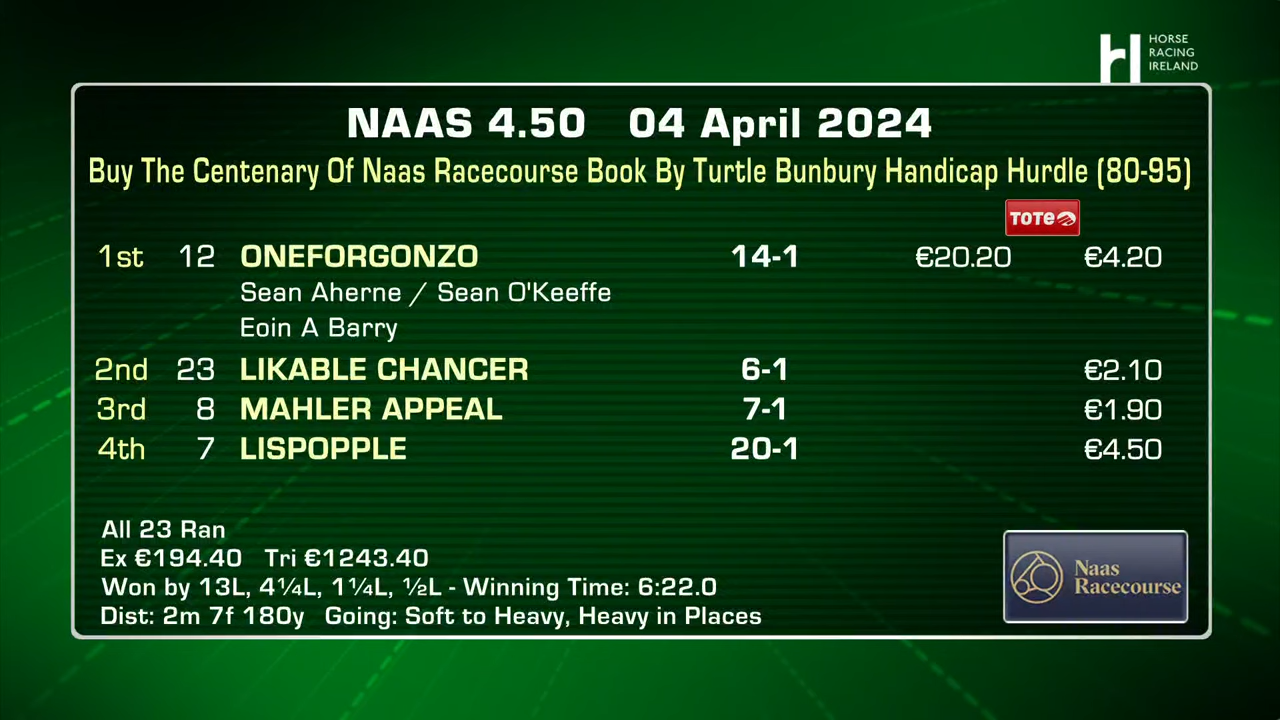 HORSE
RACING
IRELAND
NAAS 4.50 04 April 2024
Buy The Centenary Of Naas Racecourse Book By Turtle Bunbury Handicap Hurdle (80-95)
TOTE
1st 12 ONEFORGONZO 14-1 €20.20 €4.20
Sean Aherne / Sean O'Keeffe
Eoin A Barry
2nd 23 LIKABLE CHANCER 6-1 €2.10
3rd 8 MAHLER APPEAL 7-1 €1.90
4th 7 LISPOPPLE 20-1 €4.50
All 23 Ran
Ex €194.40 Tri €1243.40
Won by 13L, 4¼L, 1¼L, ½L - Winning Time: 6:22.0
Dist: 2m 7f 180y Going: Soft to Heavy, Heavy in Places
Naas
Racecourse